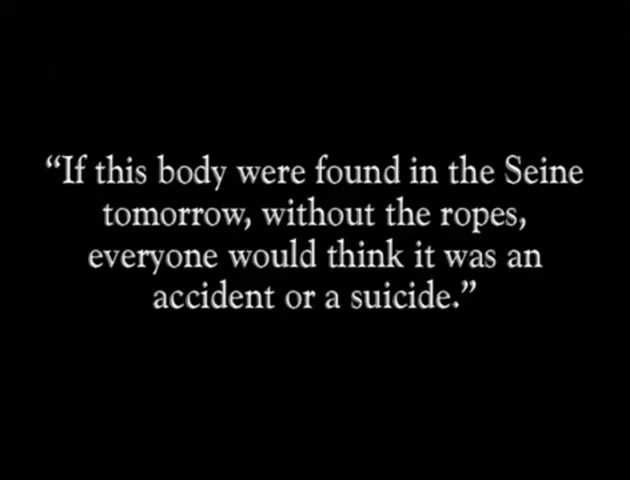 “If this body were found in the Seine
tomorrow, without the ropes,
everyone would think it was an
accident or a suicide.”